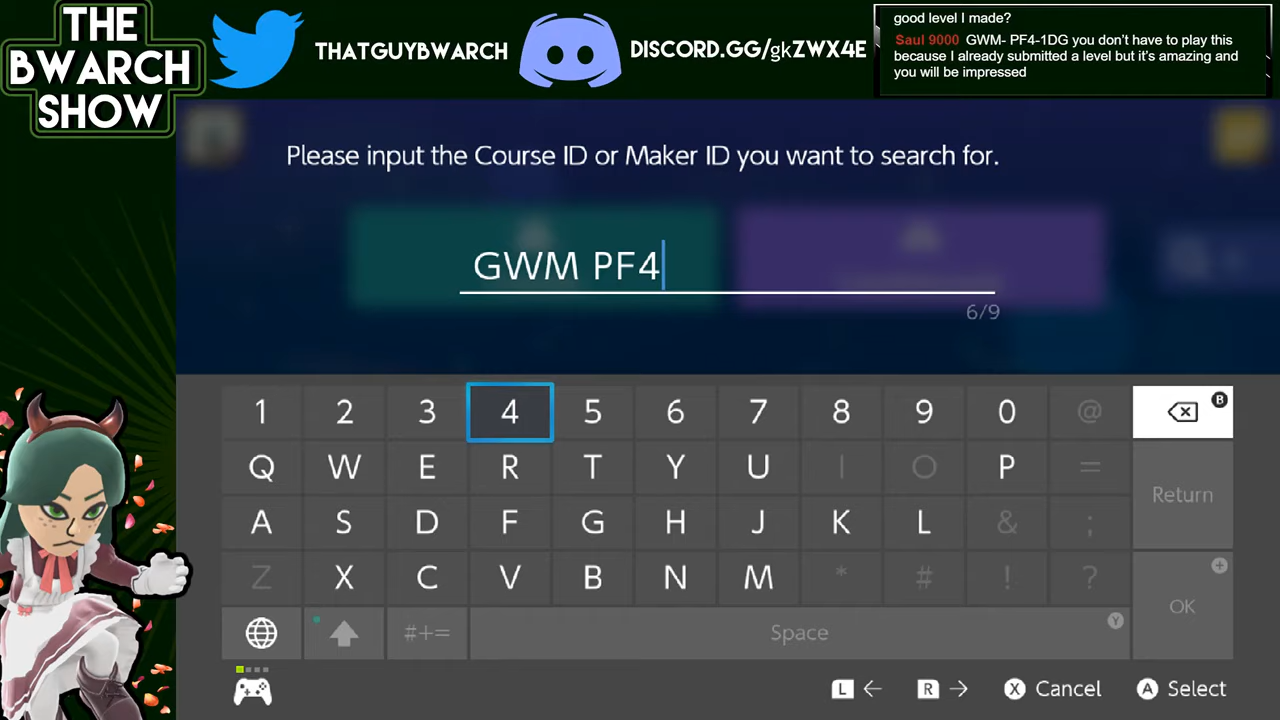 THE
BWARCH
SHOW
THATGUYBWARCH
DISCORD.GG/gkZWX4E
good level I made?
Saul 9000 GWM- PF4-1DG you don't have to play this
because I already submitted a level but it's amazing and
you will be impressed
Please input the Course ID or Maker ID you want to search for.
GWM PF4
6/9
1 2 3 4 5 6 7 8 9 0 @
B
Q W E R T Y U I O P =
Return
A S D F G H J K L & ;
Z X C V B N M * # ! ?
+
OK
#+=
Space
Y
L ← R → X Cancel A Select